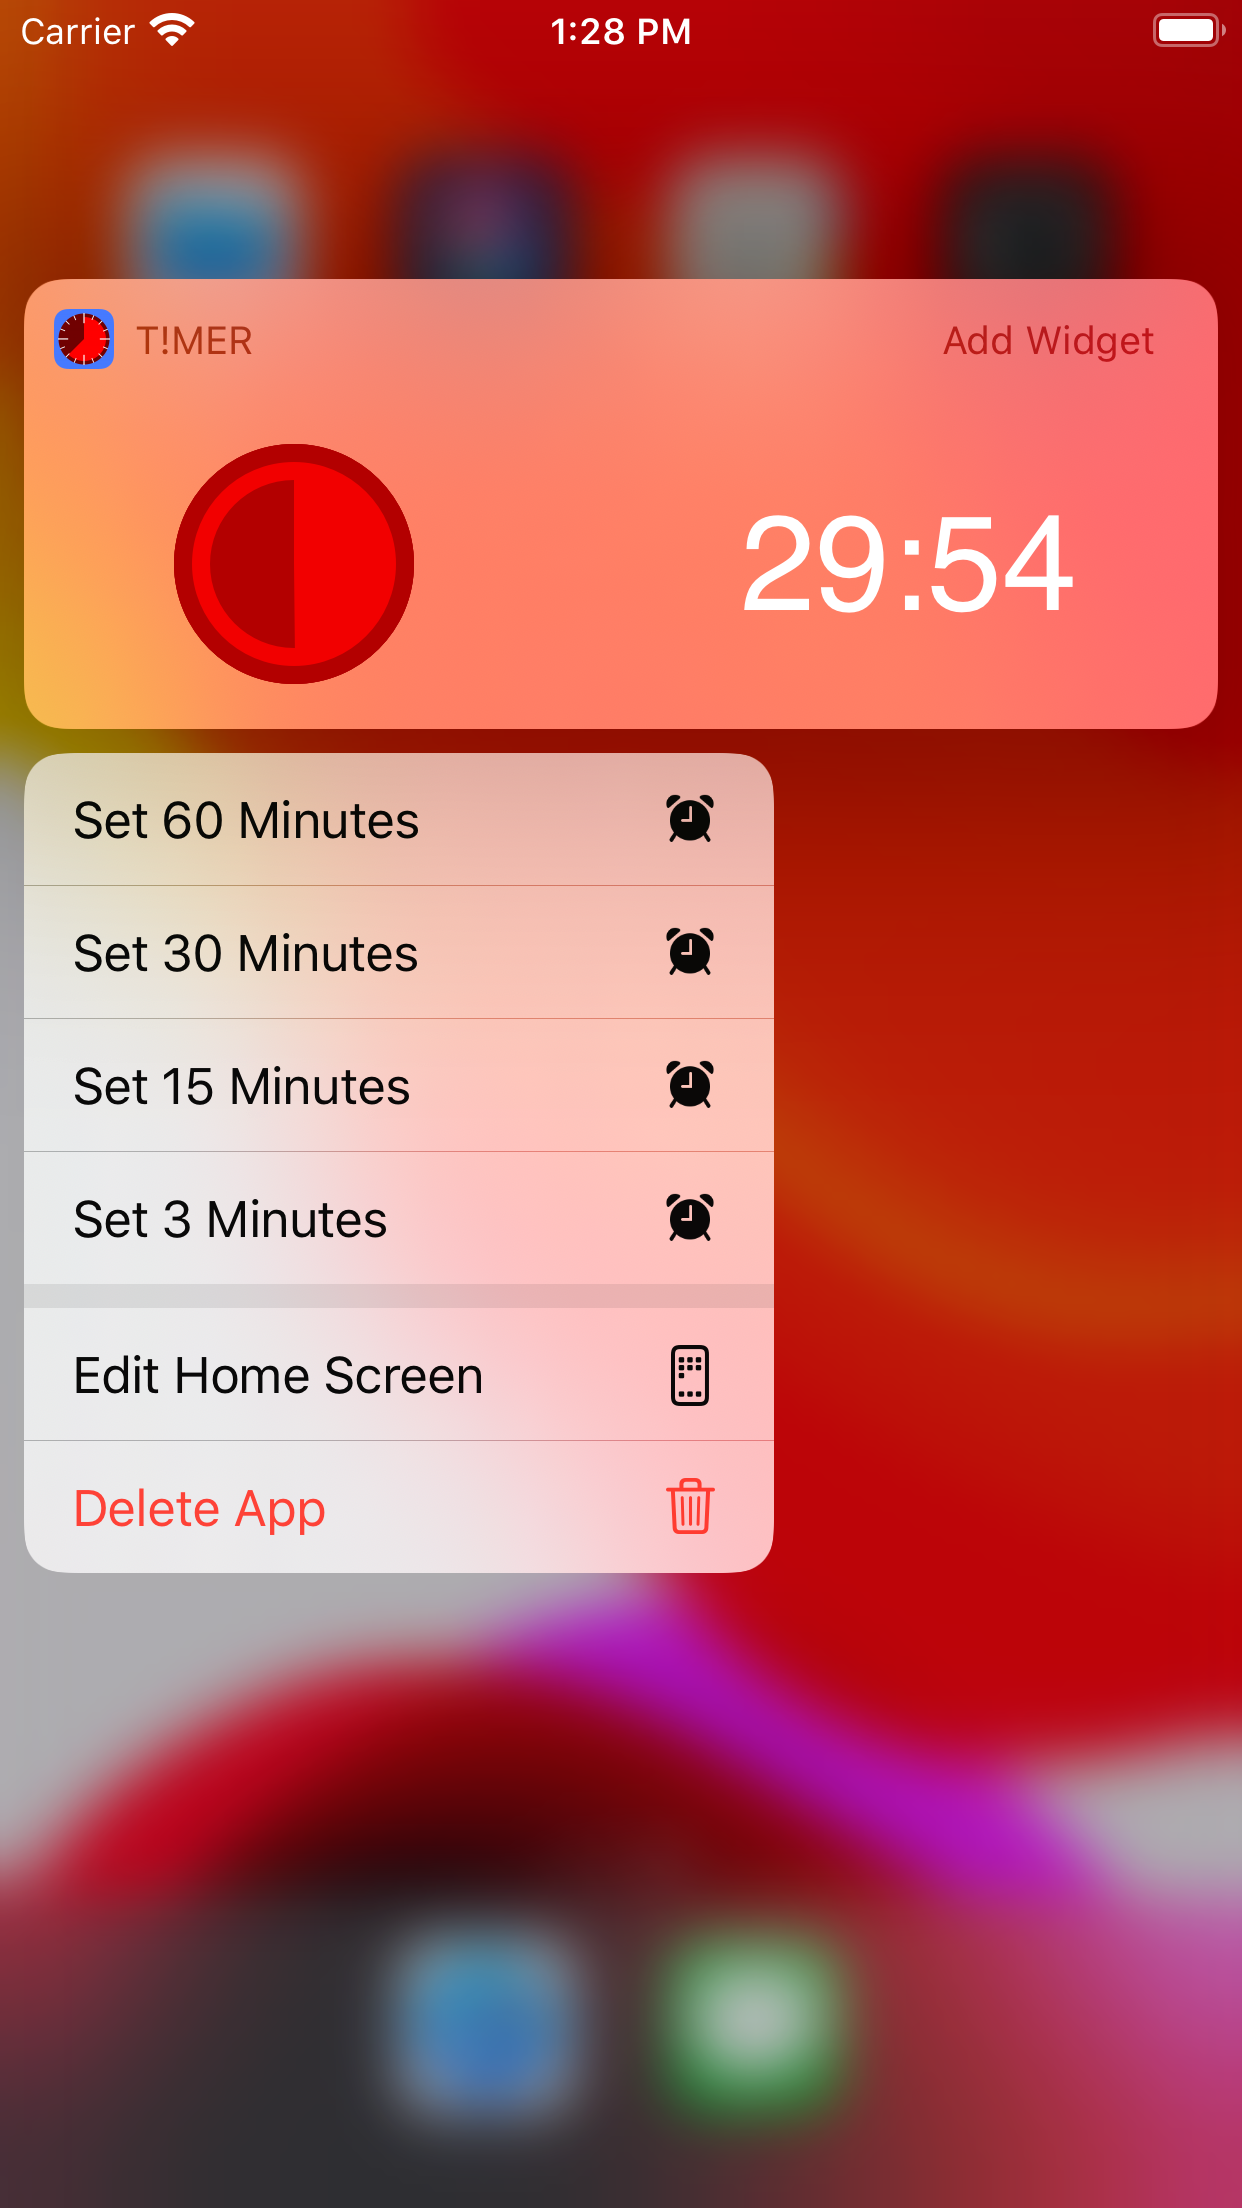 Carrier 1:28 PM
T!MER Add Widget
29:54
Set 60 Minutes
Set 30 Minutes
Set 15 Minutes
Set 3 Minutes
Edit Home Screen
Delete App